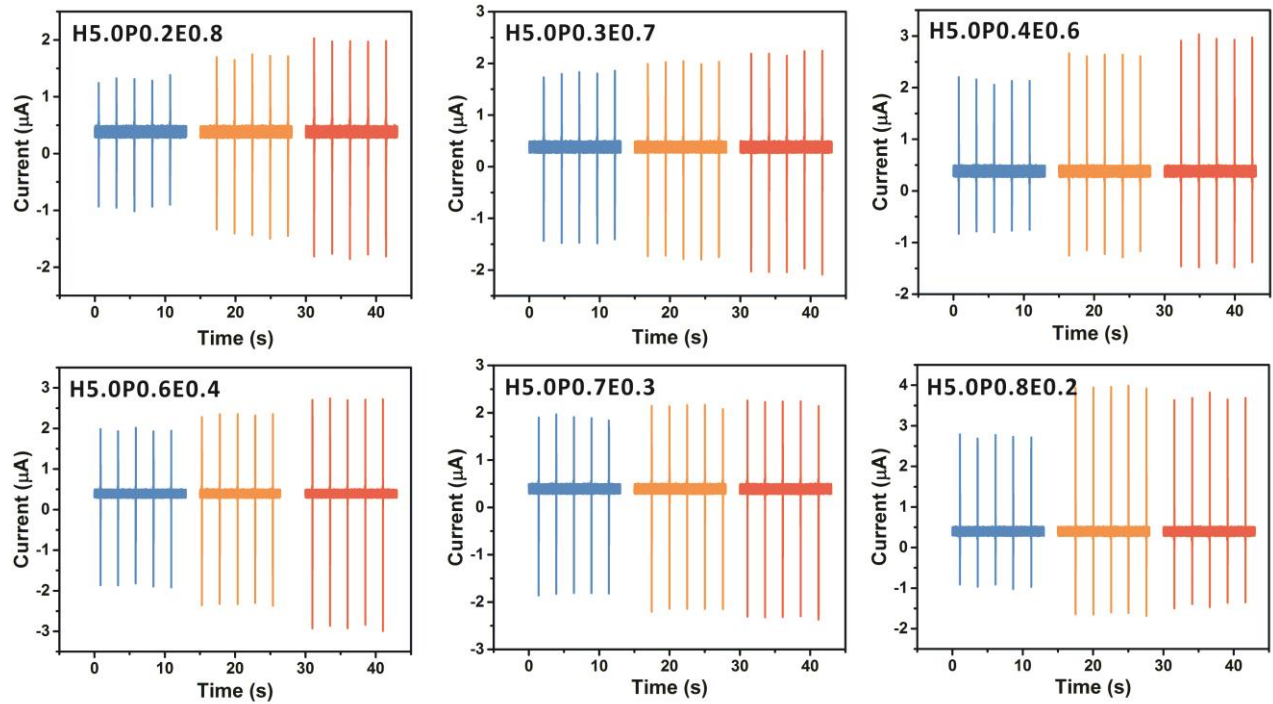 H5.0P0.2E0.8
Current (μA)
2
1
0
-1
-2
0 10 20 30 40
Time (s)
H5.0P0.3E0.7
Current (μA)
3
2
1
0
-1
-2
0 10 20 30 40
Time (s)
H5.0P0.4E0.6
Current (μA)
3
2
1
0
-1
-2
0 10 20 30 40
Time (s)
H5.0P0.6E0.4
Current (μA)
3
2
1
0
-1
-2
-3
0 10 20 30 40
Time (s)
H5.0P0.7E0.3
Current (μA)
3
2
1
0
-1
-2
-3
0 10 20 30 40
Time (s)
H5.0P0.8E0.2
Current (μA)
4
3
2
1
0
-1
-2
0 10 20 30 40
Time (s)